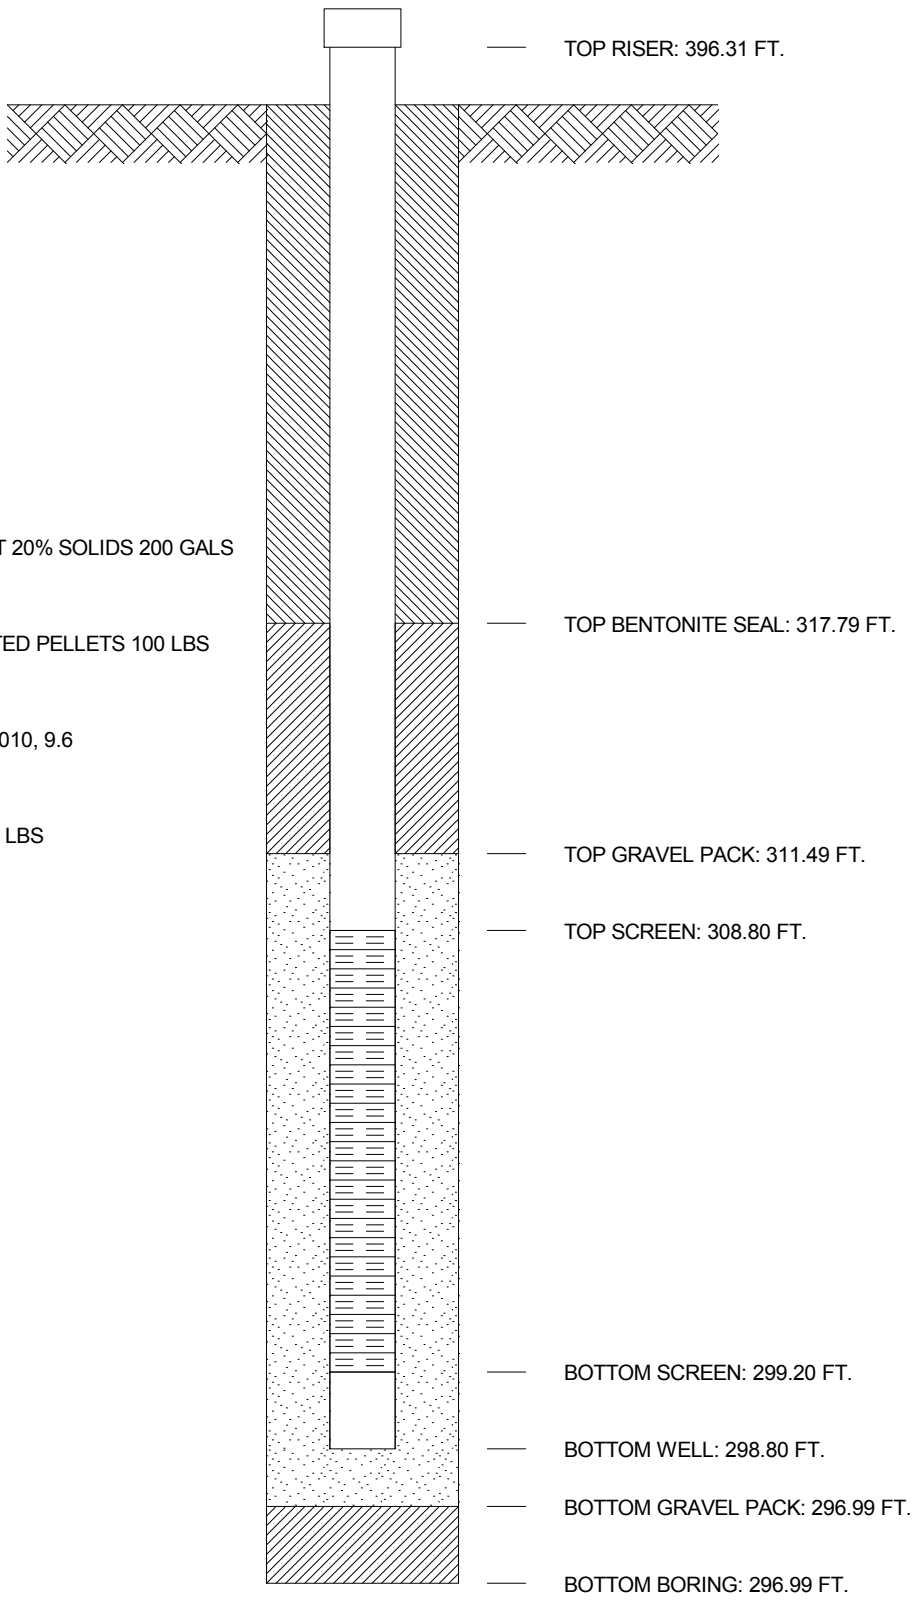 TOP RISER: 396.31 FT.
20% SOLIDS 200 GALS
TOP BENTONITE SEAL: 317.79 FT.
PELLETS 100 LBS
010, 9.6
LBS
TOP GRAVEL PACK: 311.49 FT.
TOP SCREEN: 308.80 FT.
BOTTOM SCREEN: 299.20 FT.
BOTTOM WELL: 298.80 FT.
BOTTOM GRAVEL PACK: 296.99 FT.
BOTTOM BORING: 296.99 FT.